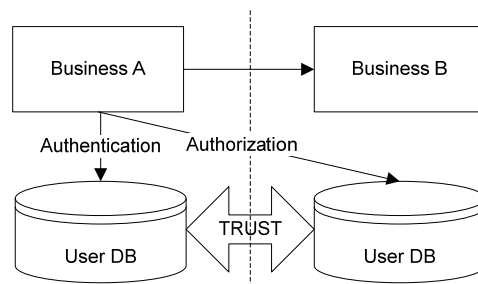 Business A
Business B
Authentication
Authorization
TRUST
User DB
User DB